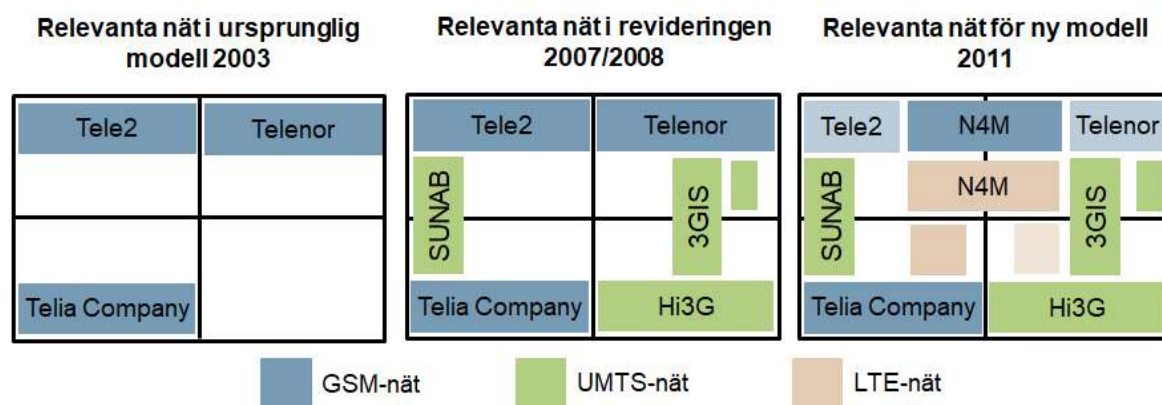 Relevanta nät i ursprunglig
modell 2003
Relevanta nät i revideringen
2007/2008
Relevanta nät för ny modell
2011
Tele2
Telenor
Telia Company
Tele2
Telenor
SUNAB
3GIS
Telia Company
Hi3G
Tele2
N4M
Telenor
N4M
SUNAB
3GIS
Telia Company
Hi3G
GSM-nät
UMTS-nät
LTE-nät